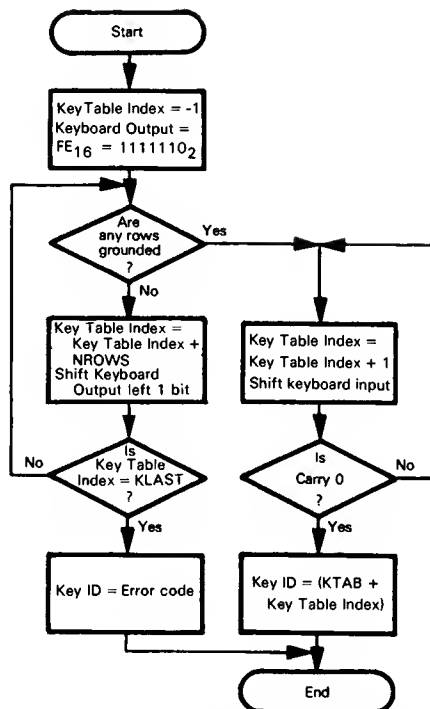 Start
Key Table Index = -1
Keyboard Output =
FE₁₆ = 1111110₂
Are
any rows
grounded
?
Yes
No
Key Table Index =
Key Table Index +
NROWS
Shift Keyboard
Output left 1 bit
Key Table Index =
Key Table Index + 1
Shift keyboard input
Is
Key Table
Index = KLAST
?
No
Yes
Is
Carry 0
?
No
Yes
Key ID = Error code
Key ID = (KTAB +
Key Table Index)
End